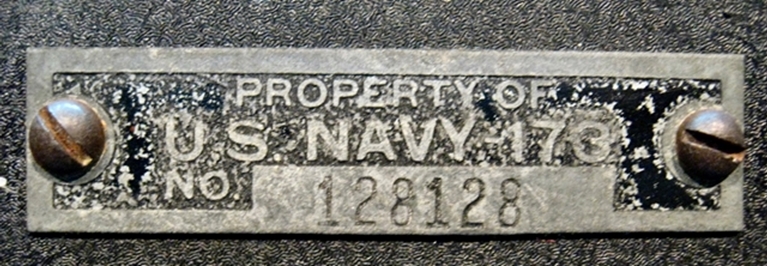 PROPERTY OF
U.S. NAVY-173
NO. 128128